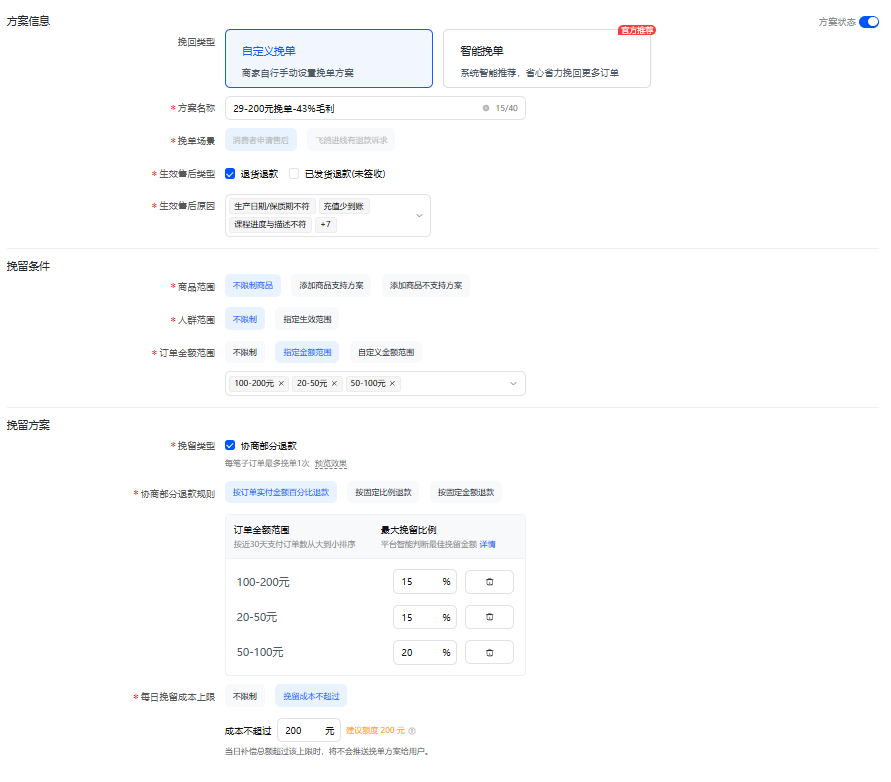 方案信息
方案状态
挽回类型
自定义挽单
商家自行手动设置挽单方案
官方推荐
智能挽单
系统智能推荐，省心省力挽回更多订单
*方案名称
29-200元挽单-43%毛利
15/40
*挽单场景
消费者申请售后
飞鸽进线有退款诉求
*生效售后类型
退货退款
已发货退款(未签收)
*生效售后原因
生产日期/保质期不符
充值少到账
课程进度与描述不符
+7
挽留条件
*商品范围
不限制商品
添加商品支持方案
添加商品不支持方案
*人群范围
不限制
指定生效范围
*订单金额范围
不限制
指定金额范围
自定义金额范围
100-200元 ×
20-50元 ×
50-100元 ×
挽留方案
*挽留类型
协商部分退款
每笔子订单最多挽单1次 预览效果
*协商部分退款规则
按订单实付金额百分比退款
按固定比例退款
按固定金额退款
订单金额范围
按近30天支付订单数从大到小排序
最大挽留比例
平台智能判断最佳挽留金额 详情
100-200元
15 %
20-50元
15 %
50-100元
20 %
*每日挽留成本上限
不限制
挽留成本不超过
成本不超过
200 元
建议额度 200 元
当日补偿总额超过该上限时，将不会推送挽单方案给用户。